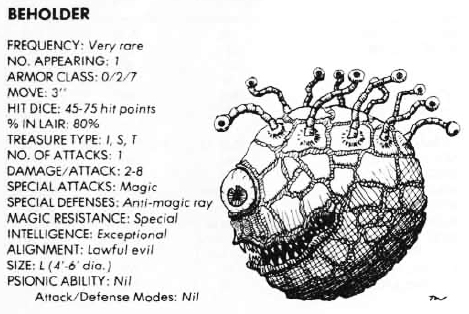 BEHOLDER
FREQUENCY: Very rare
NO. APPEARING: 1
ARMOR CLASS: 0/2/7
MOVE: 3"
HIT DICE: 45-75 hit points
% IN LAIR: 80%
TREASURE TYPE: I, S, T
NO. OF ATTACKS: 1
DAMAGE/ATTACK: 2-8
SPECIAL ATTACKS: Magic
SPECIAL DEFENSES: Anti-magic ray
MAGIC RESISTANCE: Special
INTELLIGENCE: Exceptional
ALIGNMENT: Lawful evil
SIZE: L (4'-6' dia.)
PSIONIC ABILITY: Nil
Attack/Defense Modes: Nil